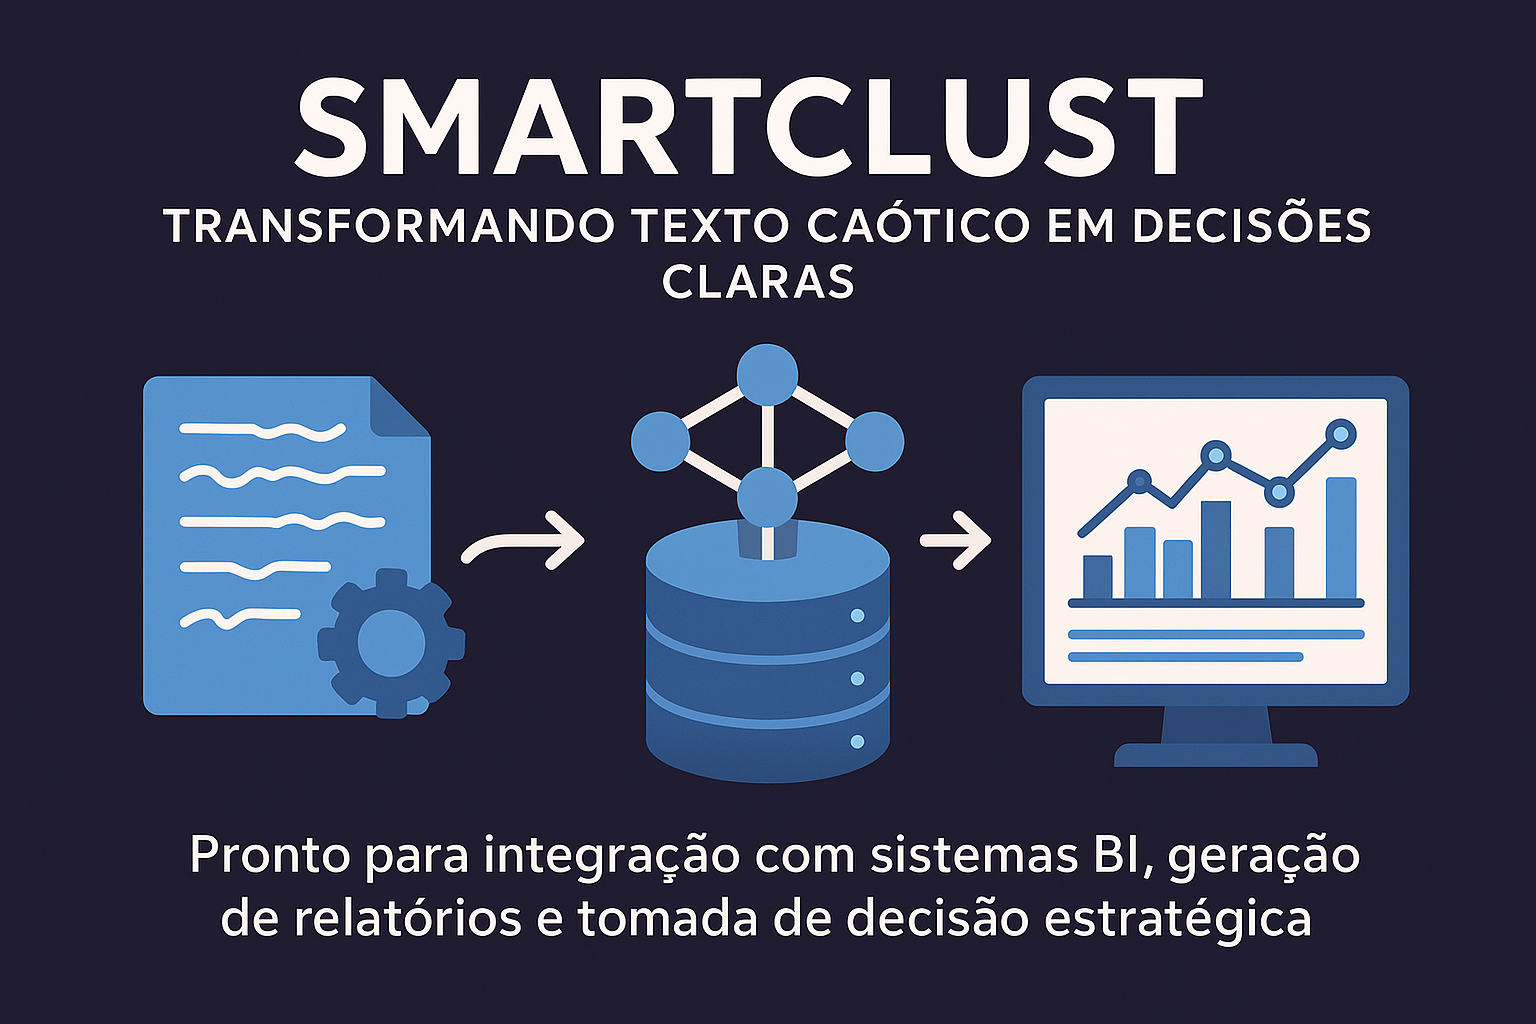 SMARTCLUST
TRANSFORMANDO TEXTO CAÓTICO EM DECISÕES
CLARAS
Pronto para integração com sistemas BI, geração
de relatórios e tomada de decisão estratégica